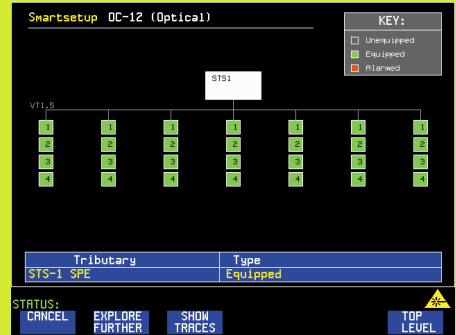 Smartsetup OC-12 (Optical)
KEY:
Unequipped
Equipped
Alarmed
STS1
VT1.5
1 1 1 1 1 1 1
2 2 2 2 2 2 2
3 3 3 3 3 3 3
4 4 4 4 4 4 4
Tributary Type
STS-1 SPE Equipped
STATUS:
CANCEL EXPLORE FURTHER SHOW TRACES TOP LEVEL